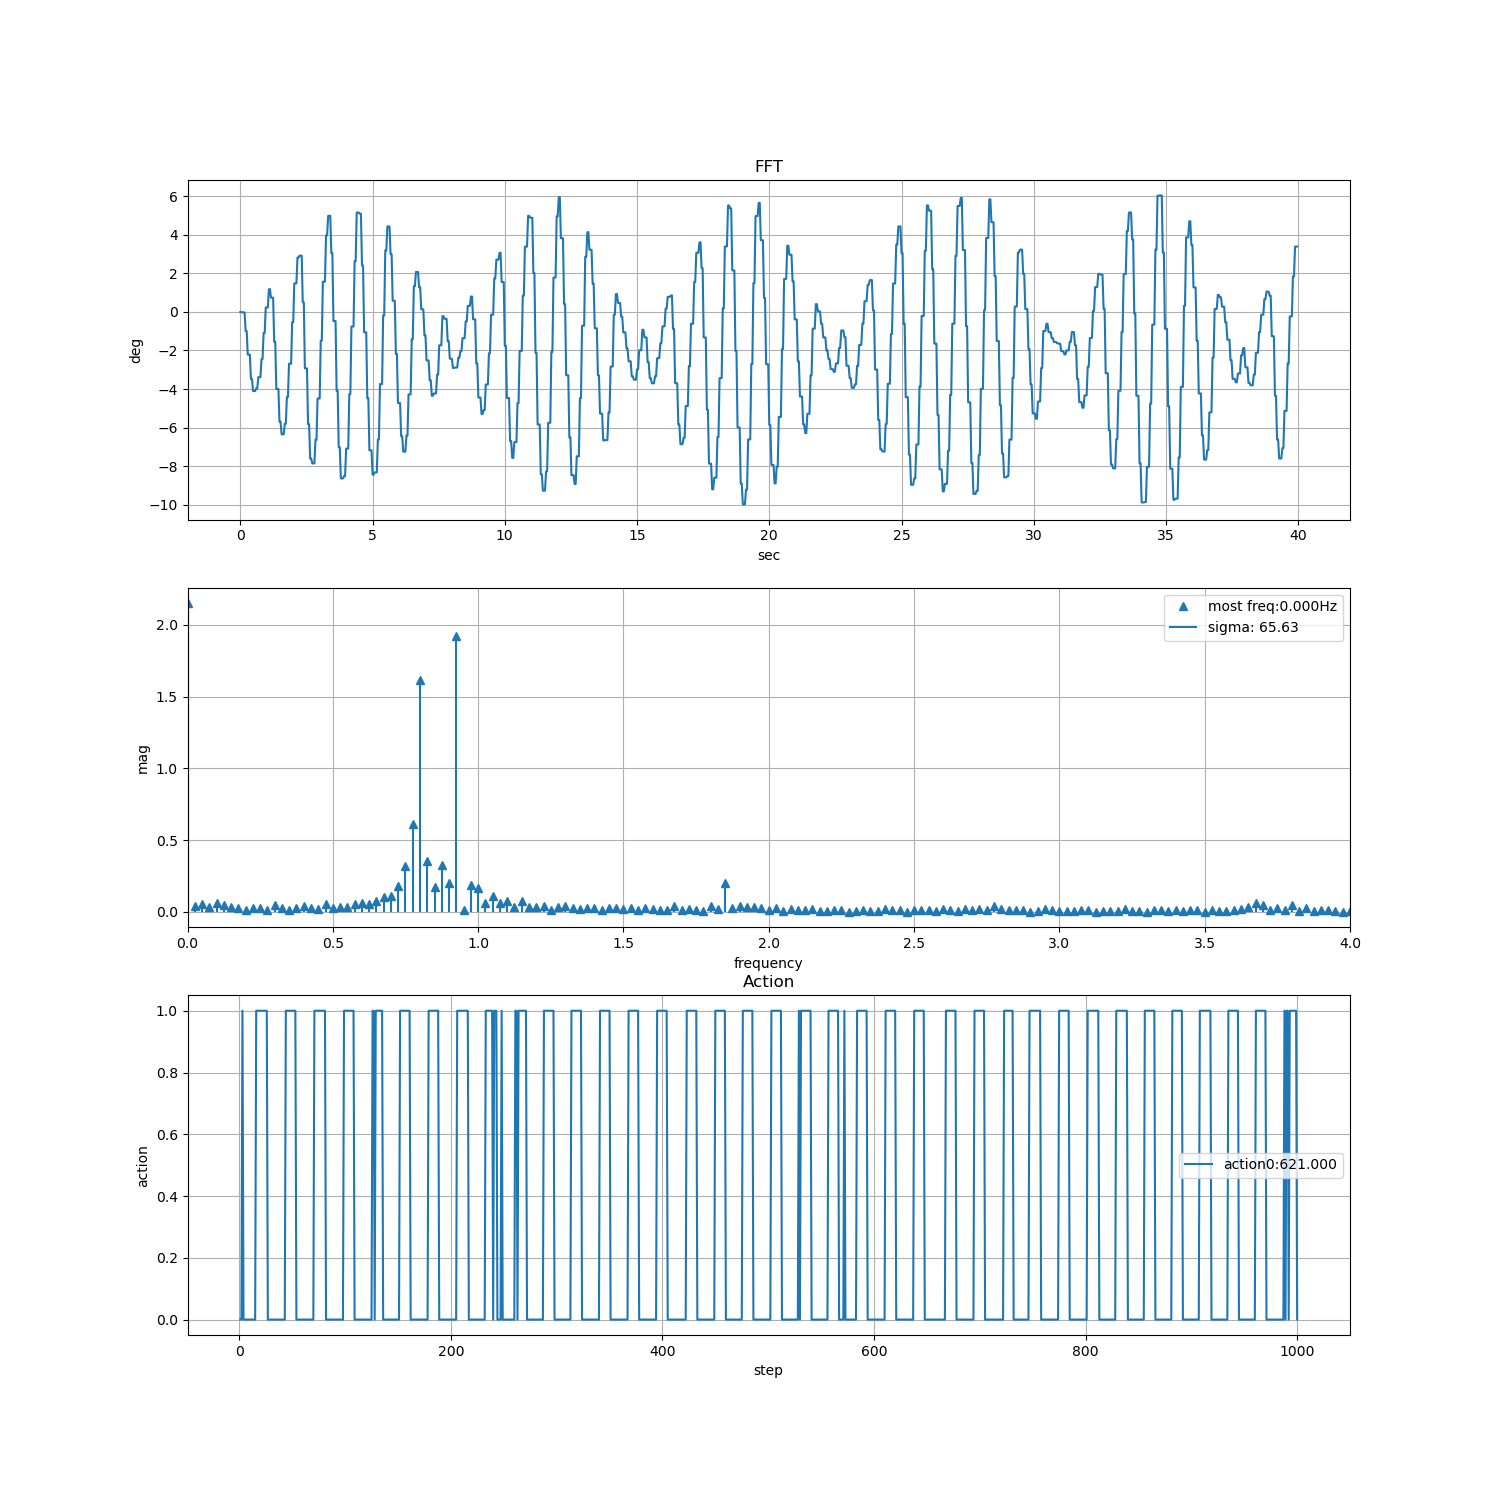 FFT
6
4
2
0
−2
−4
−6
−8
−10
deg
0 5 10 15 20 25 30 35 40
sec
most freq:0.000Hz
sigma: 65.63
2.0
1.5
1.0
0.5
0.0
mag
0.0 0.5 1.0 1.5 2.0 2.5 3.0 3.5 4.0
frequency
Action
1.0
0.8
0.6
0.4
0.2
0.0
action
action0:621.000
0 200 400 600 800 1000
step